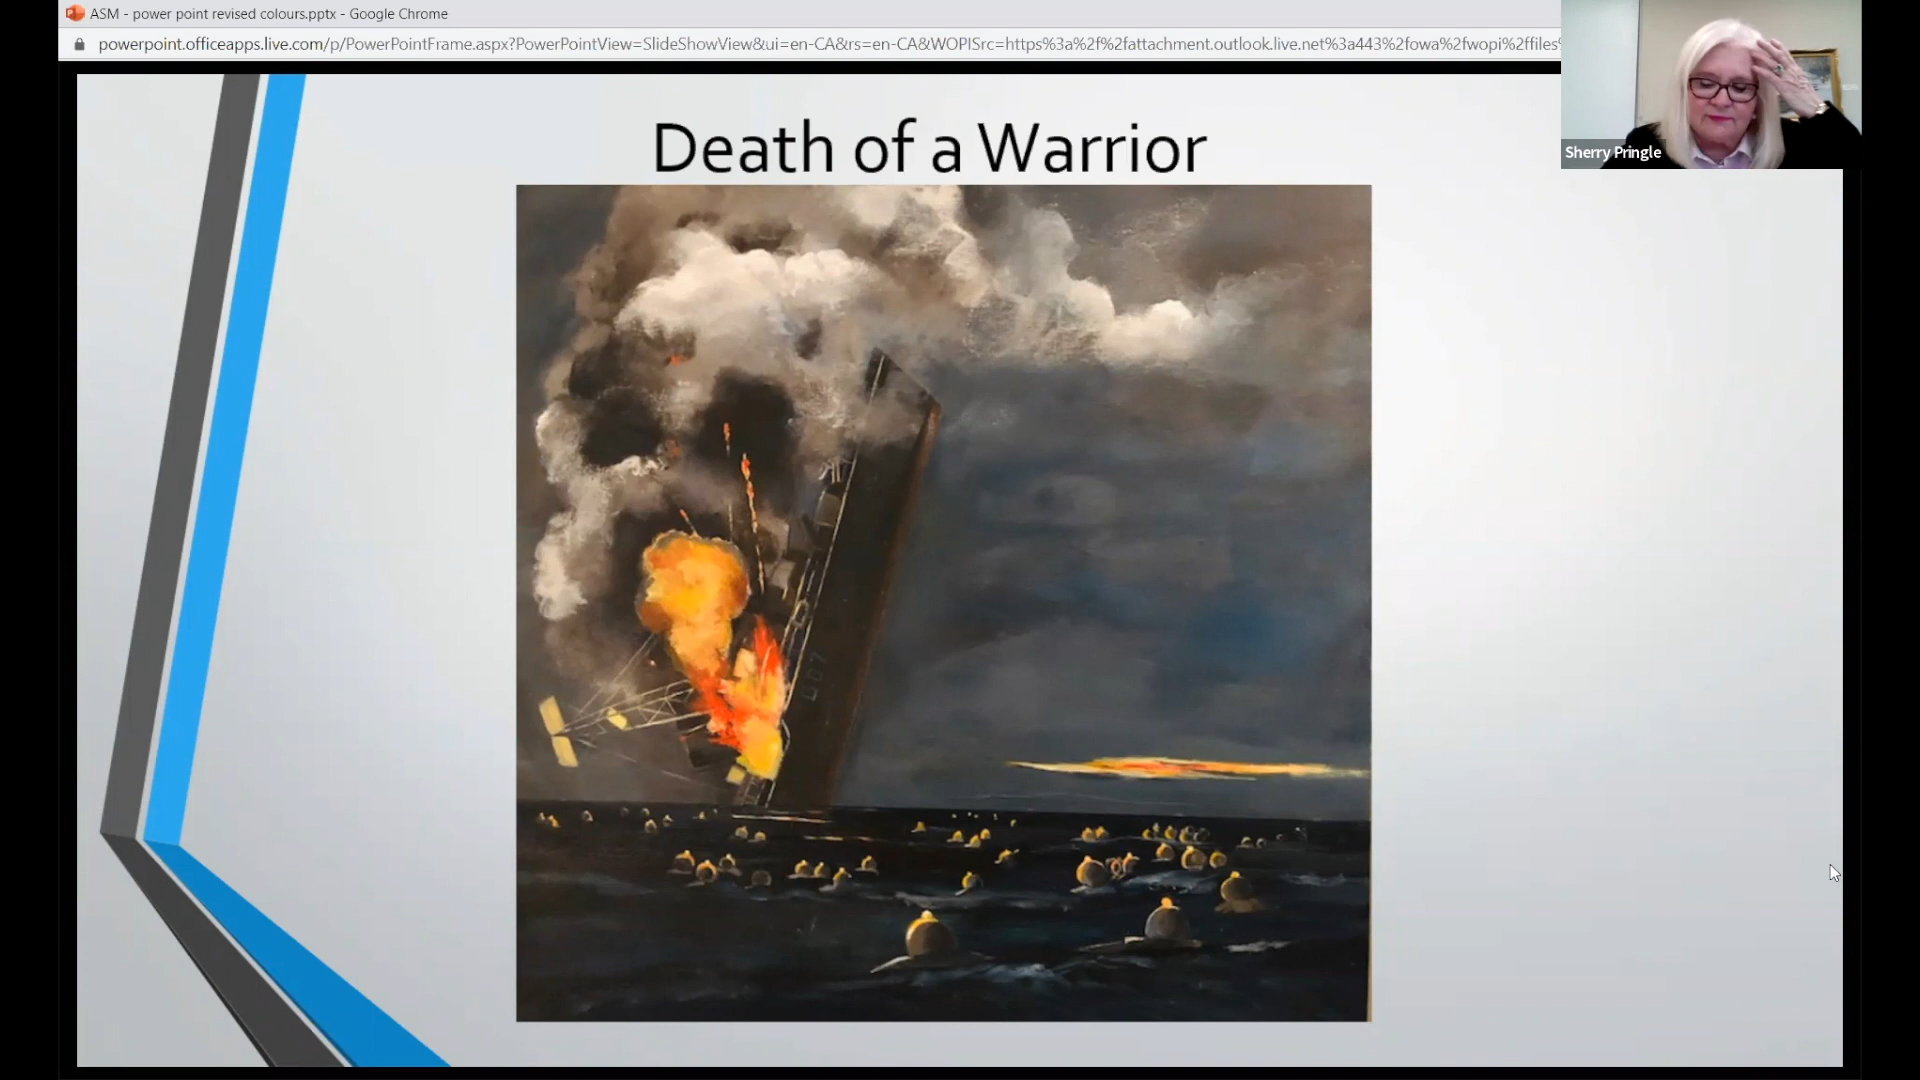 ASM - power point revised colours.pptx - Google Chrome
powerpoint.officeapps.live.com/p/PowerPointFrame.aspx?PowerPointView=SlideShowView&ui=en-CA&rs=en-CA&WOPISrc=https%3a%2f%2fattachment.outlook.live.net%3a443%2fowa%2fwopi%2ffiles%
Sherry Pringle
Death of a Warrior